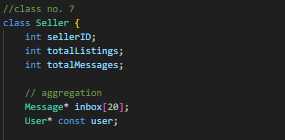 //class no. 7
class Seller {
int sellerID;
int totalListings;
int totalMessages;
// aggregation
Message* inbox[20];
User* const user;